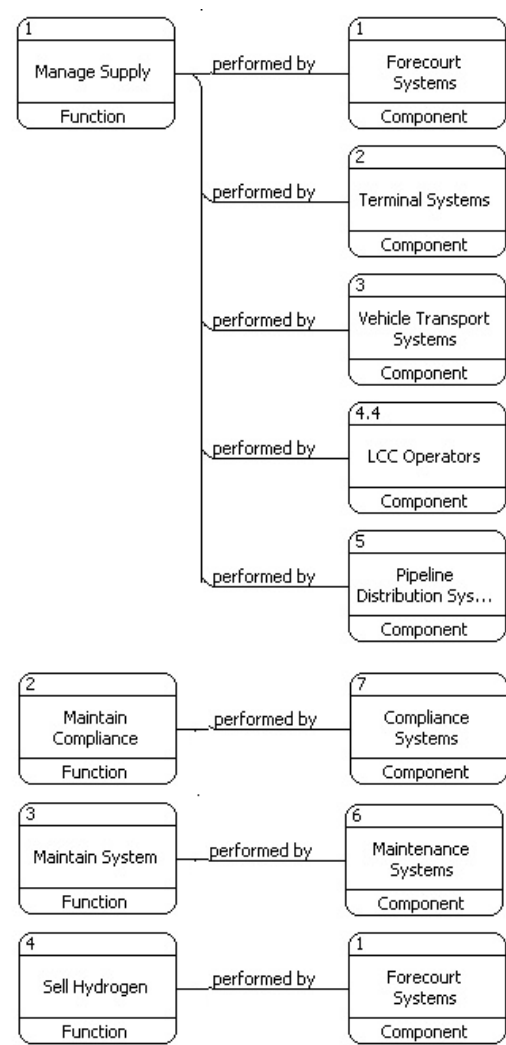 1
Manage Supply
Function
performed by
1
Forecourt
Systems
Component
performed by
2
Terminal Systems
Component
performed by
3
Vehicle Transport
Systems
Component
performed by
4.4
LCC Operators
Component
performed by
5
Pipeline
Distribution Sys...
Component
2
Maintain
Compliance
Function
performed by
7
Compliance
Systems
Component
3
Maintain System
Function
performed by
6
Maintenance
Systems
Component
4
Sell Hydrogen
Function
performed by
1
Forecourt
Systems
Component